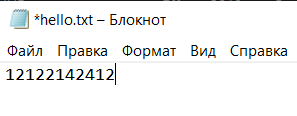 *hello.txt – Блокнот
Файл Правка Формат Вид Справка
12122142412